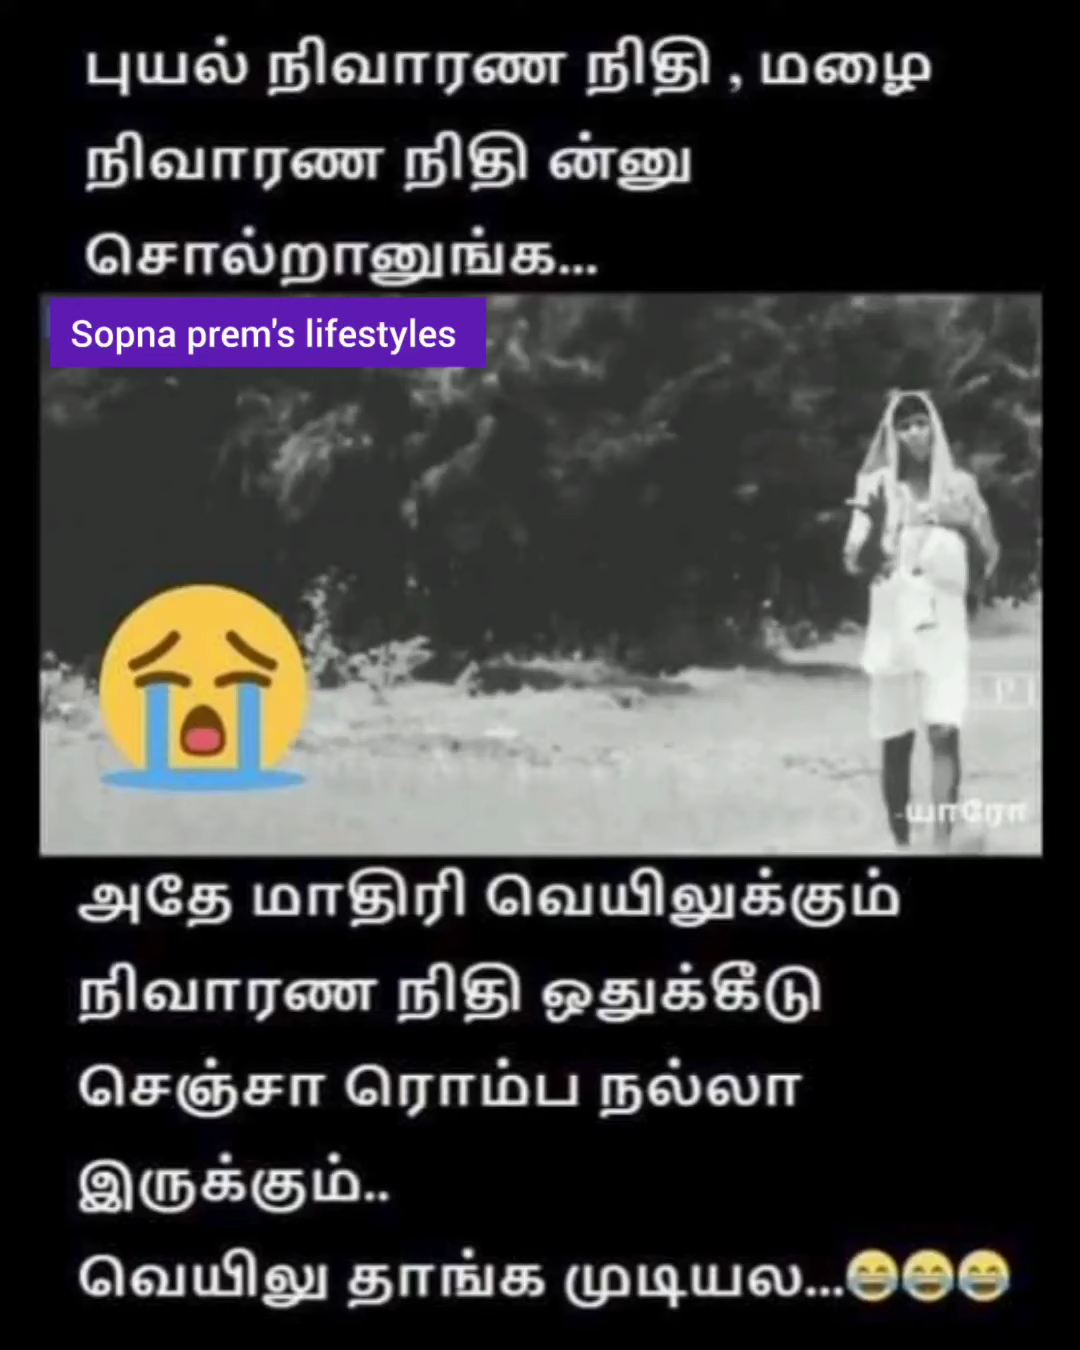 புயல் நிவாரண நிதி , மழை
நிவாரண நிதி ன்னு
சொல்றானுங்க...
Sopna prem's lifestyles
-யாரோ
அதே மாதிரி வெயிலுக்கும்
நிவாரண நிதி ஒதுக்கீடு
செஞ்சா ரொம்ப நல்லா
இருக்கும்..
வெயிலு தாங்க முடியல...😂😂😂